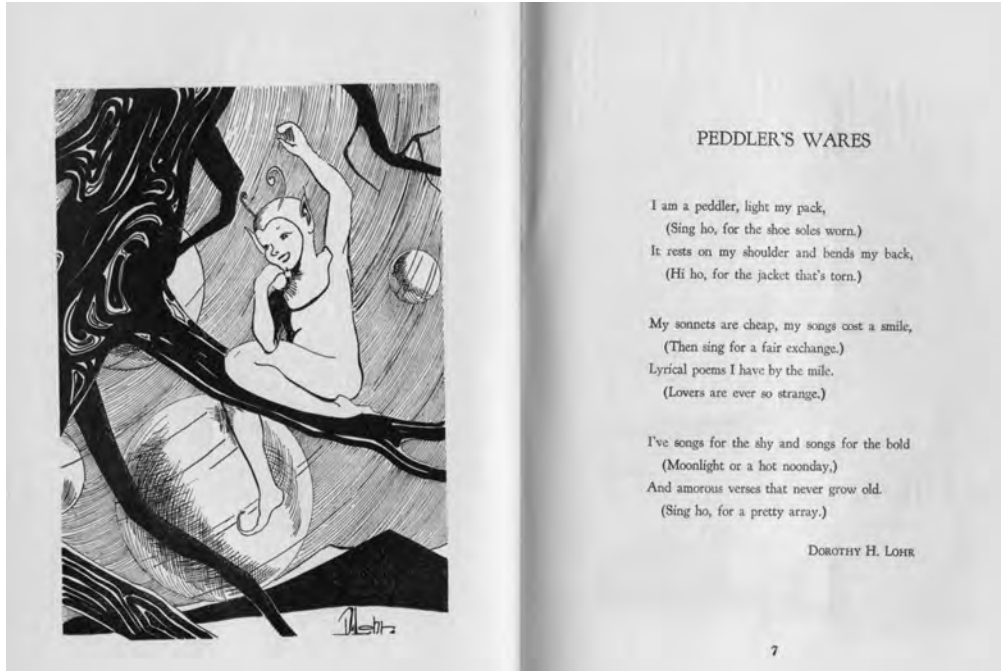 PEDDLER'S WARES
I am a peddler, light my pack,
(Sing ho, for the shoe soles worn.)
It rests on my shoulder and bends my back,
(Hi ho, for the jacket that's torn.)
My sonnets are cheap, my songs cost a smile,
(Then sing for a fair exchange.)
Lyrical poems I have by the mile.
(Lovers are ever so strange.)
I've songs for the shy and songs for the bold
(Moonlight or a hot noonday,)
And amorous verses that never grow old.
(Sing ho, for a pretty array.)
DOROTHY H. LOHR
7